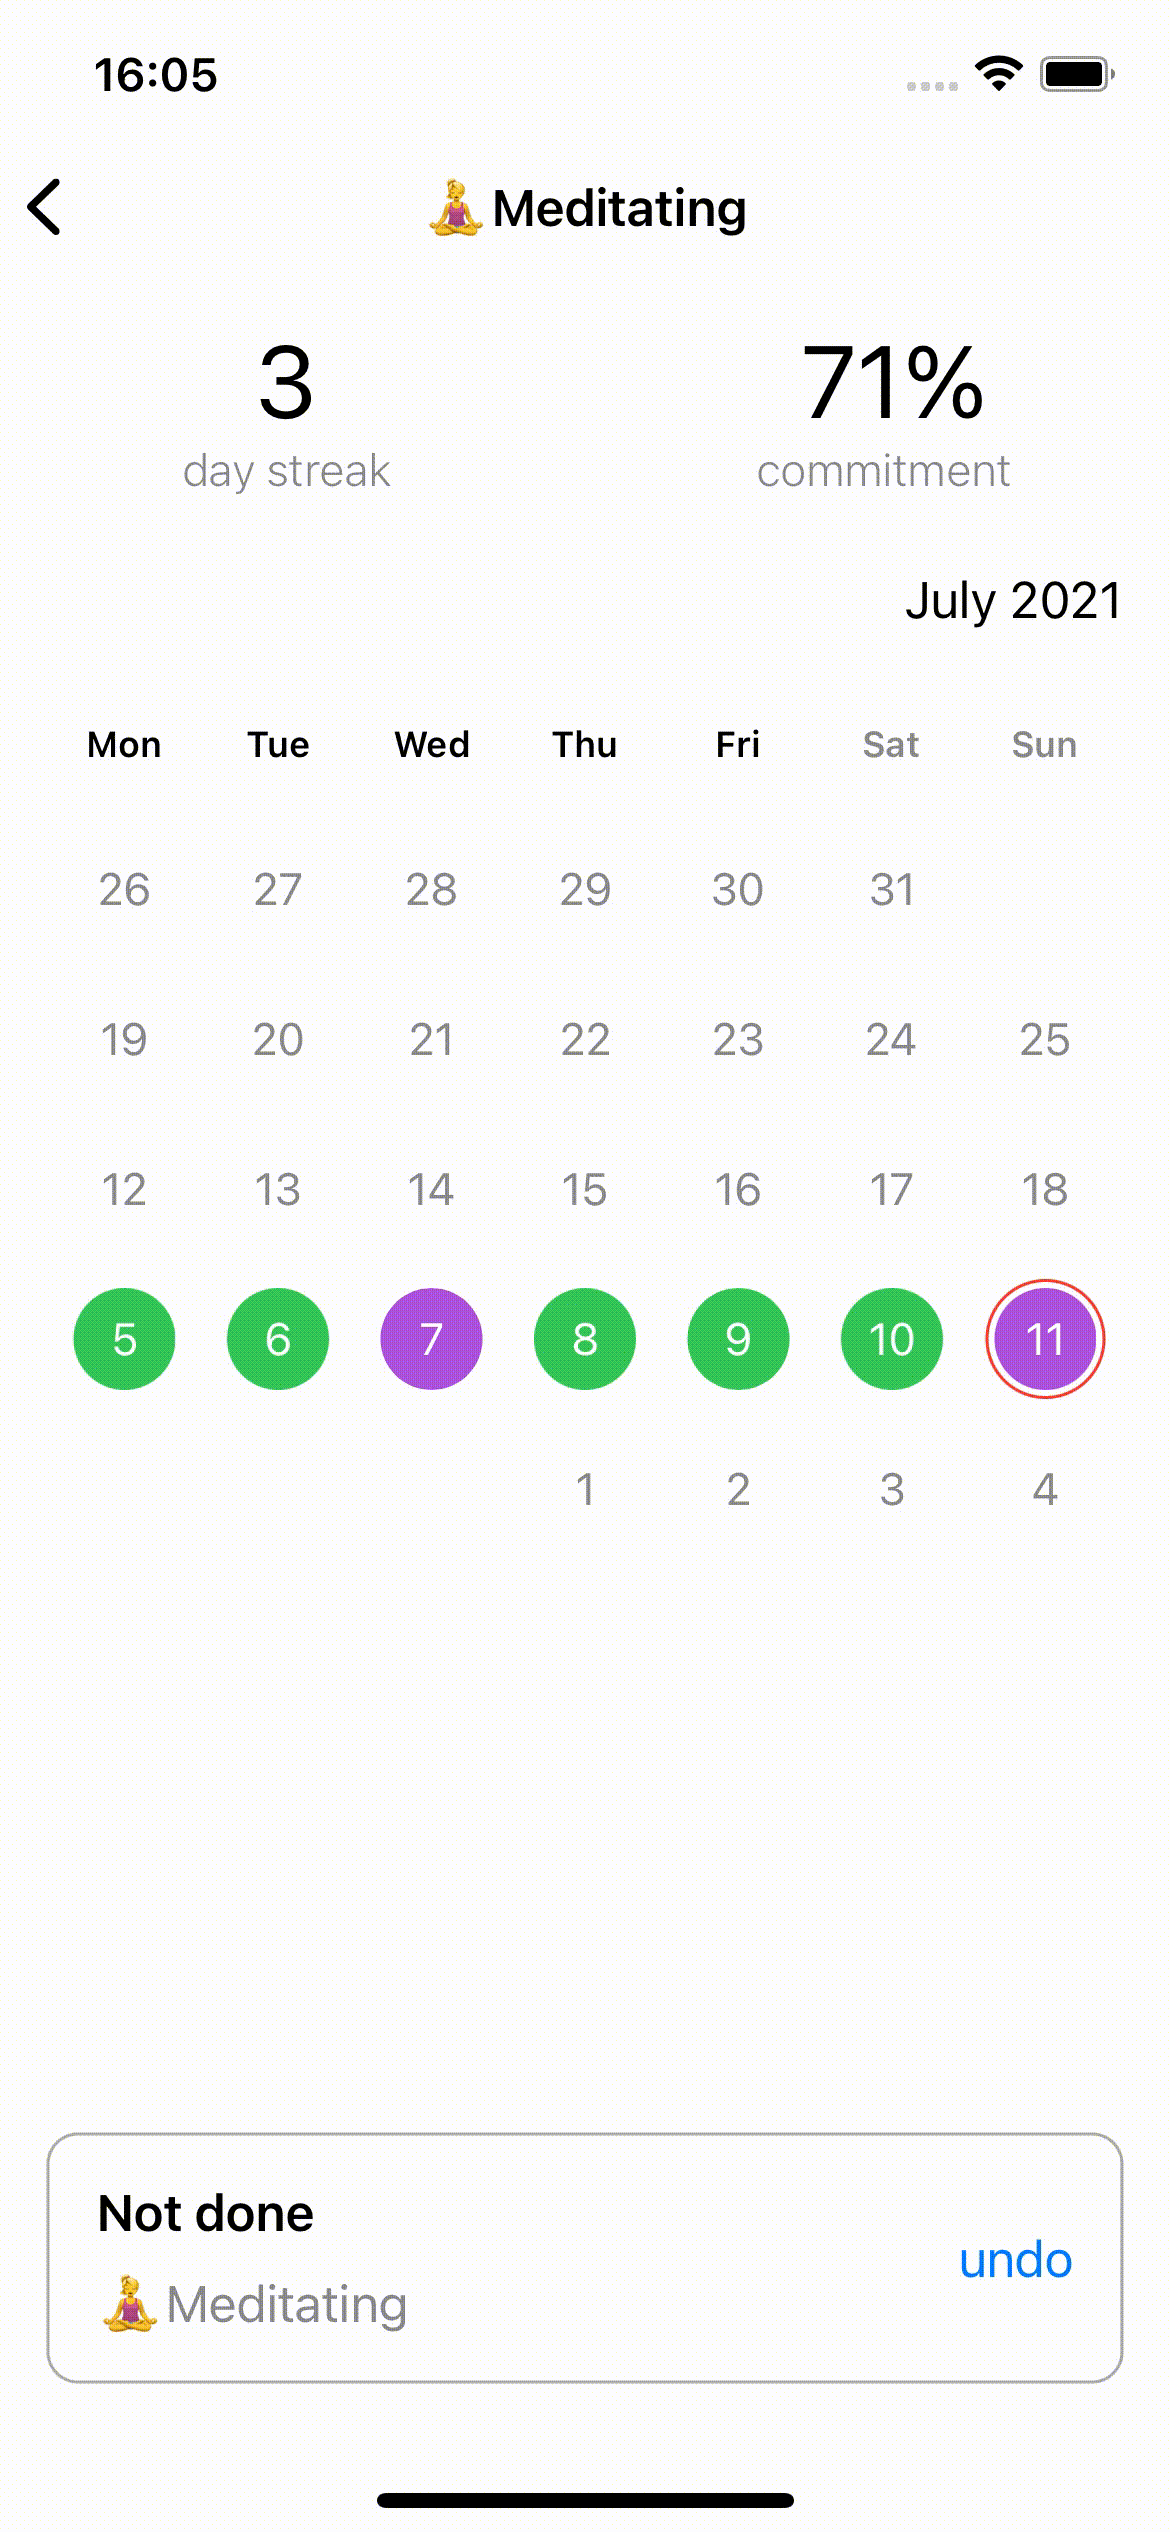 16:05
Meditating
3 71%
day streak commitment
July 2021
Mon Tue Wed Thu Fri Sat Sun
26 27 28 29 30 31
19 20 21 22 23 24 25
12 13 14 15 16 17 18
5 6 7 8 9 10 11
1 2 3 4
Not done
undo
Meditating